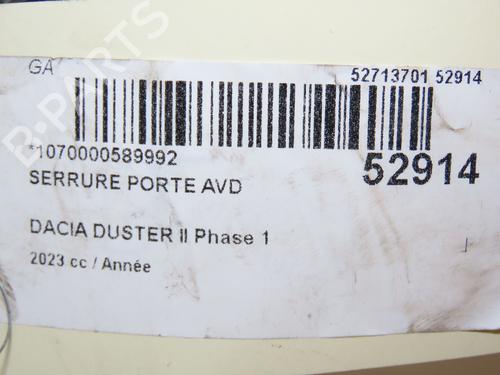 GA
52713701 52914
*1070000589992
52914
SERRURE PORTE AVD
DACIA DUSTER II Phase 1
2023 cc / Année
B-PARTS